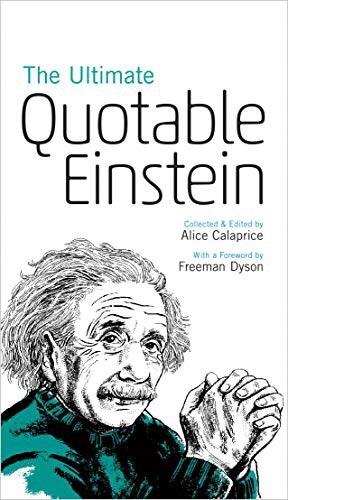 The Ultimate
Quotable
Einstein
Collected & Edited by
Alice Calaprice
With a Foreword by
Freeman Dyson